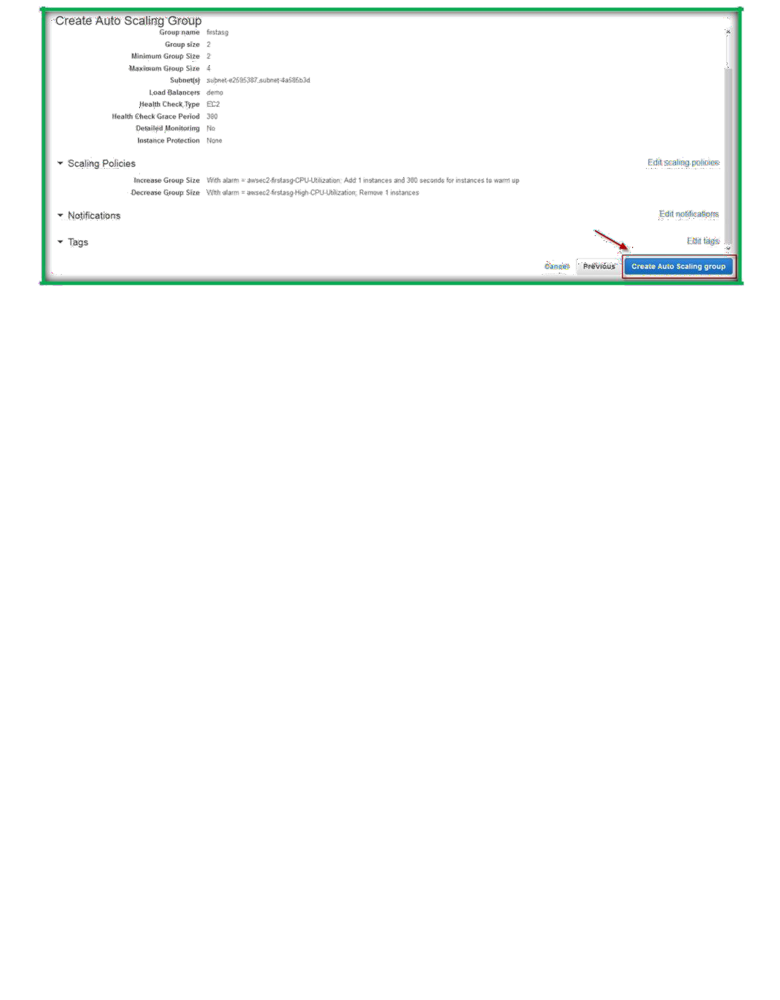 Create Auto Scaling Group
Group name firstasg
Group size 2
Minimum Group Size 2
Maximum Group Size 4
Subnet(s) subnet-e2595387,subnet-4a585b3d
Load Balancers demo
Health Check Type EC2
Health Check Grace Period 300
Detailed Monitoring No
Instance Protection None
Scaling Policies Edit scaling policies
Increase Group Size With alarm = awsec2-firstasg-CPU-Utilization; Add 1 instances and 300 seconds for instances to warm up
Decrease Group Size With alarm = awsec2-firstasg-High-CPU-Utilization; Remove 1 instances
Notifications Edit notifications
Tags Edit tags
Cancel Previous Create Auto Scaling group